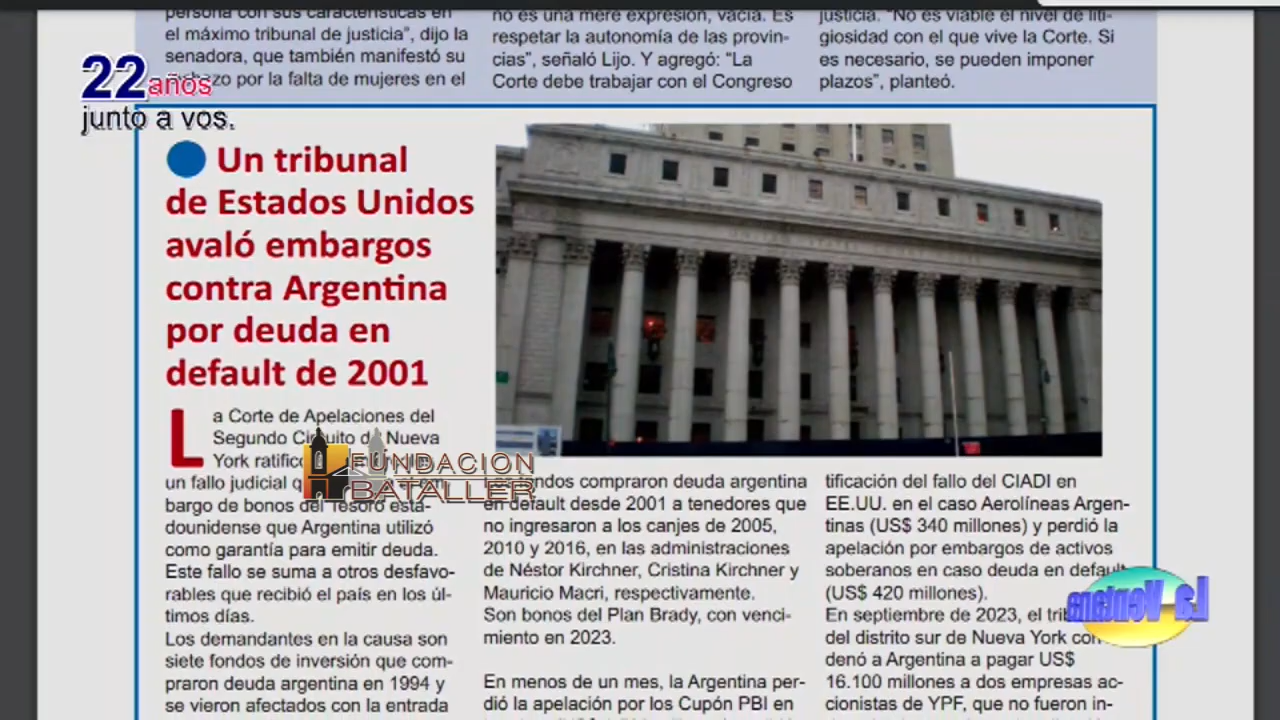 persona con sus características en
el máximo tribunal de justicia", dijo la
senadora, que también manifestó su
por la falta de mujeres en el
no es una mere expresión, vacía. Es
respetar la autonomía de las provin-
cias", señaló Lijo. Y agregó: "La
Corte debe trabajar con el Congreso
justicia. "No es viable el nivel de liti-
giosidad con el que vive la Corte. Si
es necesario, se pueden imponer
plazos", planteó.
22 años
junto a vos.
Un tribunal
de Estados Unidos
avaló embargos
contra Argentina
por deuda en
default de 2001
La Corte de Apelaciones del
Segundo Circuito de Nueva
York ratificó
un fallo judicial
bargo de bonos del Tesoro esta-
dounidense que Argentina utilizó
como garantía para emitir deuda.
Este fallo se suma a otros desfavo-
rables que recibió el país en los úl-
timos días.
Los demandantes en la causa son
siete fondos de inversión que com-
praron deuda argentina en 1994 y
se vieron afectados con la entrada
FUNDACION
BATALLER
fondos compraron deuda argentina
en default desde 2001 a tenedores que
no ingresaron a los canjes de 2005,
2010 y 2016, en las administraciones
de Néstor Kirchner, Cristina Kirchner y
Mauricio Macri, respectivamente.
Son bonos del Plan Brady, con venci-
miento en 2023.
En menos de un mes, la Argentina per-
dió la apelación por los Cupón PBI en
tificación del fallo del CIADI en
EE.UU. en el caso Aerolíneas Argen-
tinas (US$ 340 millones) y perdió la
apelación por embargos de activos
soberanos en caso deuda en default
(US$ 420 millones).
En septiembre de 2023, el
del distrito sur de Nueva York con-
denó a Argentina a pagar US$
16.100 millones a dos empresas ac-
cionistas de YPF, que no fueron in-
La Ventana